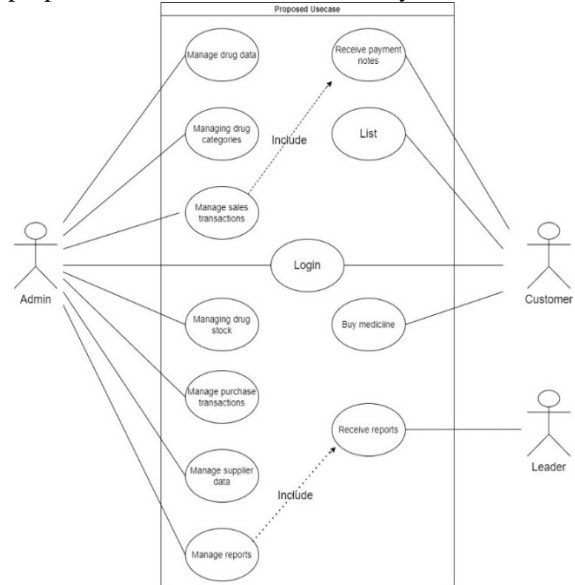 Proposed Usecase
Manage drug data
Receive payment
notes
Managing drug
categories
Include
List
Manage sales
transactions
Login
Admin
Customer
Managing drug
stock
Buy mediciine
Manage purchase
transactions
Receive reports
Leader
Manage supplier
data
Include
Manage reports